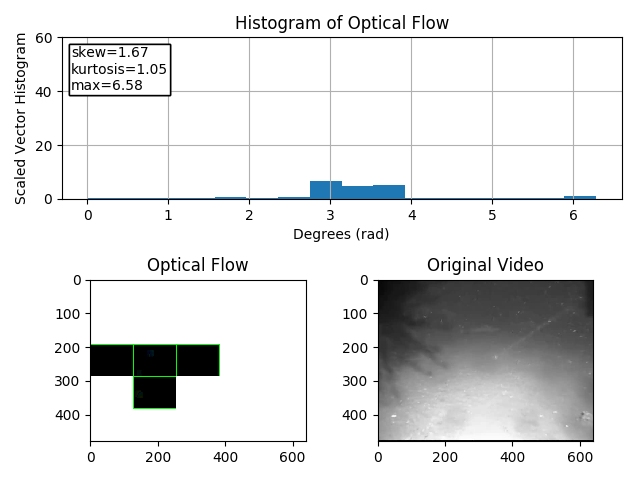 Histogram of Optical Flow
skew=1.67
kurtosis=1.05
max=6.58
Scaled Vector Histogram
60
40
20
0
0 1 2 3 4 5 6
Degrees (rad)
Optical Flow
0
100
200
300
400
0 200 400 600
Original Video
0
100
200
300
400
0 200 400 600